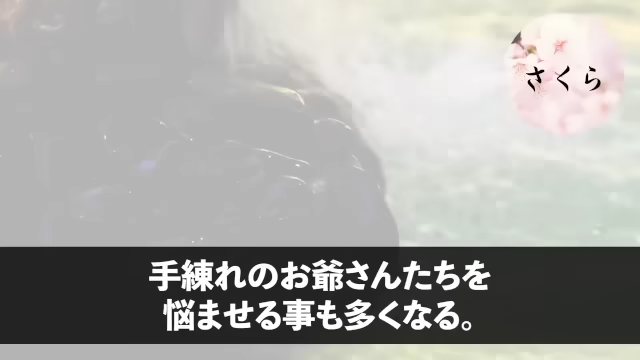 さくら
手練れのお爺さんたちを
悩ませる事も多くなる。